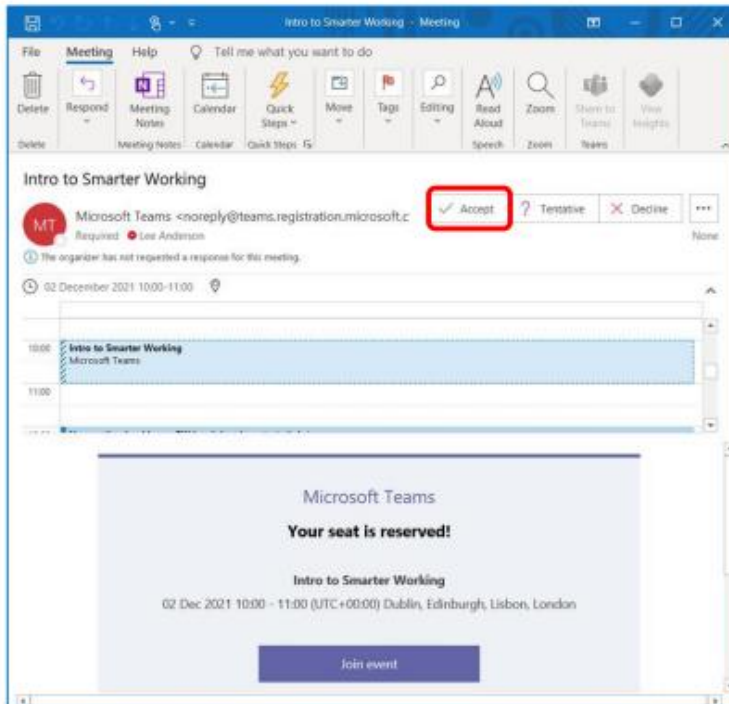 Intro to Smarter Working - Meeting
File Meeting Help Tell me what you want to do
Delete Respond Meeting Notes Calendar Quick Steps Move Tags Editing Read Aloud Zoom Share to Teams View Insights
Delete Meeting Notes Calendar Quick Steps Speech Zoom Teams
Intro to Smarter Working
MT
Microsoft Teams <noreply@teams.registration.microsoft.c
Accept ? Tentative Decline ...
Required Lee Anderson
None
The organizer has not requested a response for this meeting.
02 December 2021 10:00-11:00
10:00 Intro to Smarter Working
Microsoft Teams
11:00
Microsoft Teams
Your seat is reserved!
Intro to Smarter Working
02 Dec 2021 10:00 - 11:00 (UTC+00:00) Dublin, Edinburgh, Lisbon, London
Join event